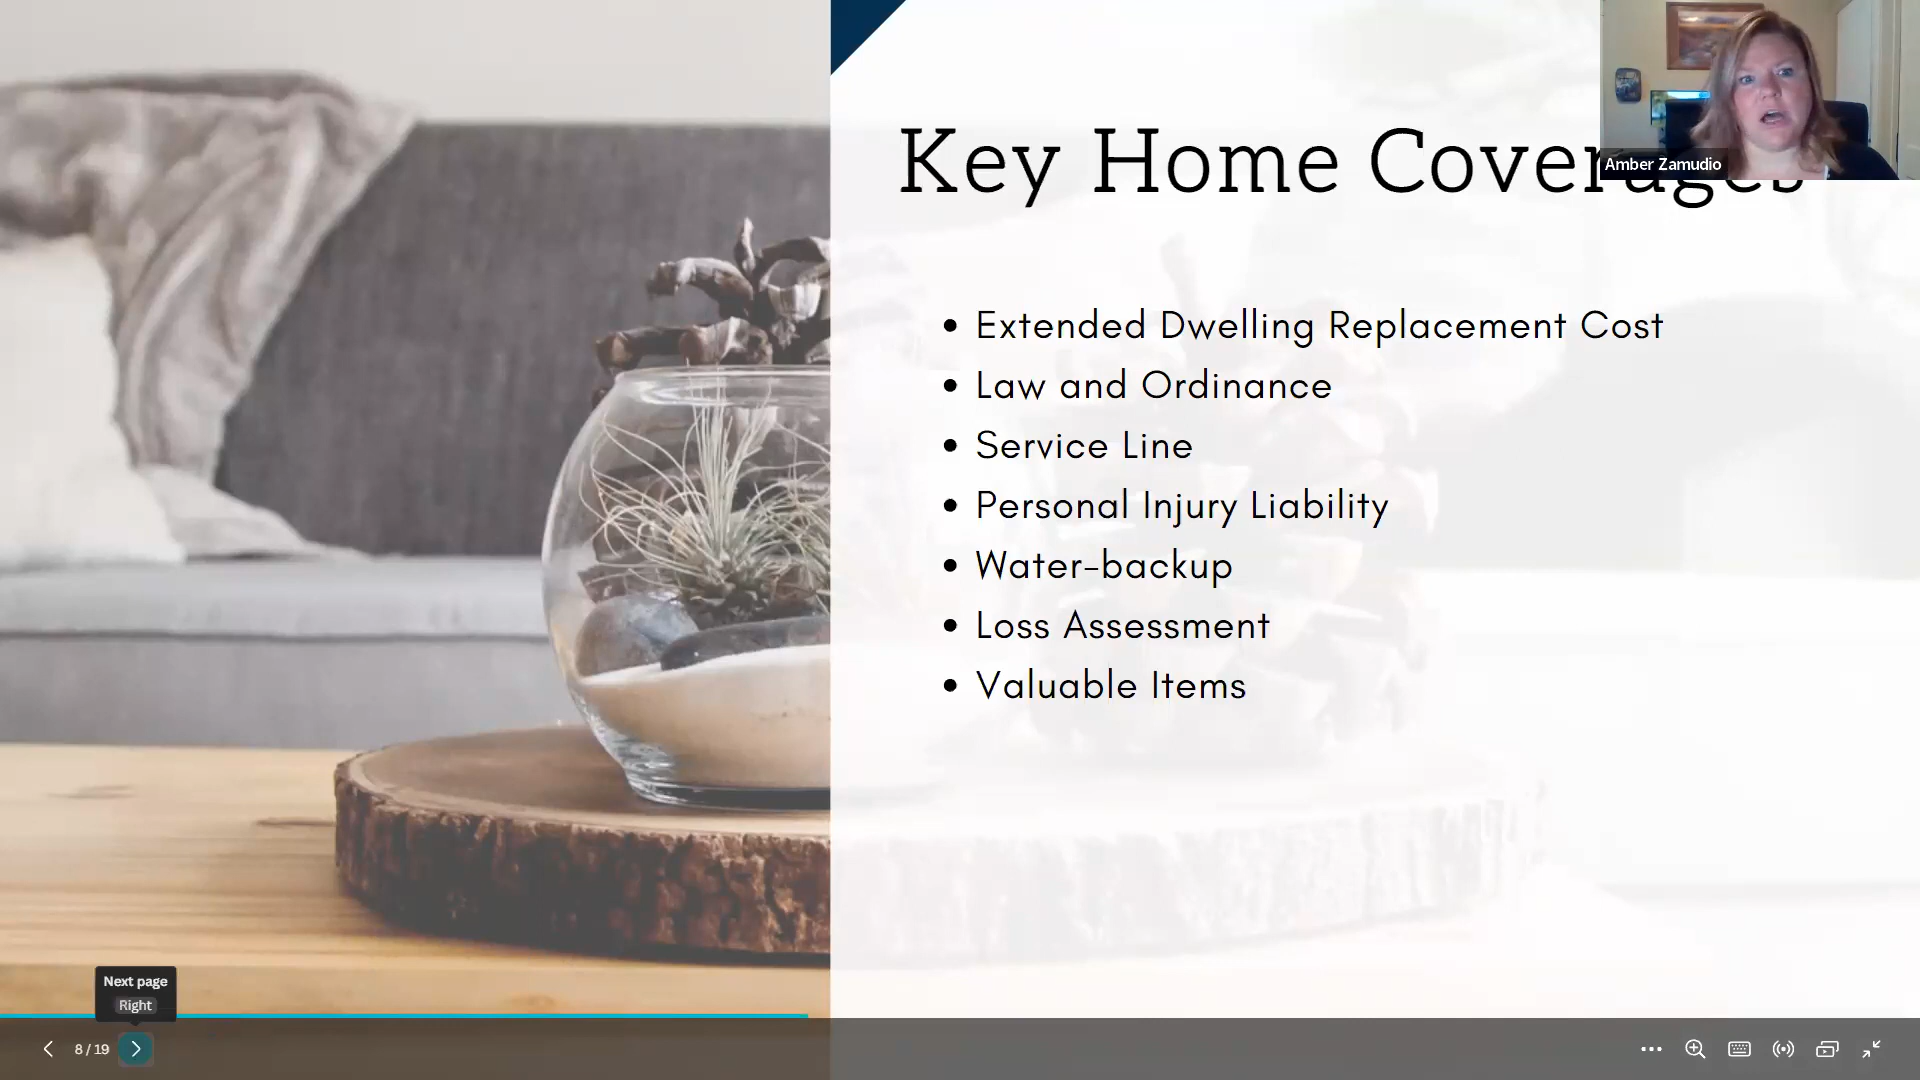 Key Home Coverages
Amber Zamudio
• Extended Dwelling Replacement Cost
• Law and Ordinance
• Service Line
• Personal Injury Liability
• Water-backup
• Loss Assessment
• Valuable Items
Next page
Right
8 / 19